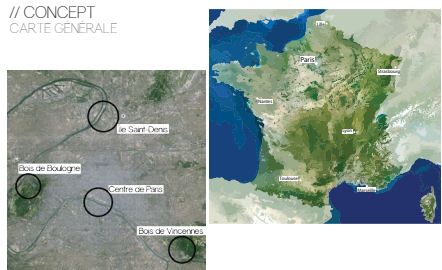 // CONCEPT
CARTE GÉNÉRALE
Ile Saint-Denis
Bois de Boulogne
Centre de Paris
Bois de Vincennes
Lille
Paris
Strasbourg
Nantes
Lyon
Toulouse
Marseille